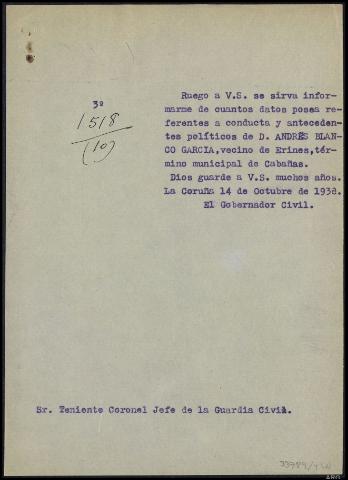 3º
1518
(10)
Ruego a V.S. se sirva infor-
marme de cuantos datos posea re-
ferentes a conducta y anteceden-
tes políticos de D. ANDRÉS BLAN-
CO GARCIA,vecino de Erines,tér-
mino municipal de Cabañas.
Dios guarde a V.S. muchos años.
La Coruña 14 de Octubre de 1938.
El Gobernador Civil.
Sr. Teniente Coronel Jefe de la Guardia Civil.